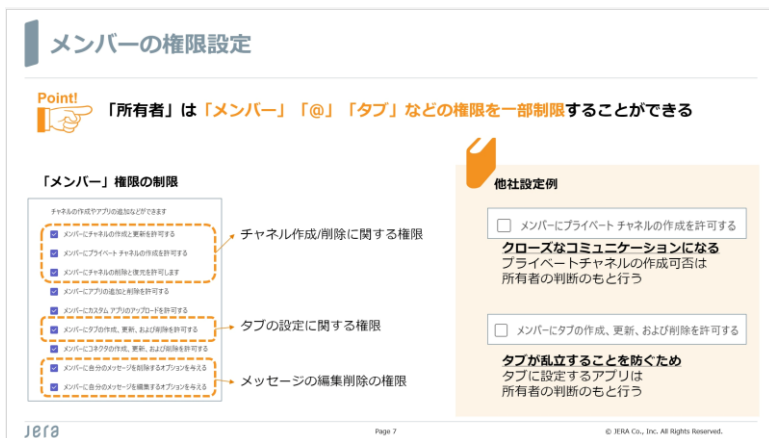 メンバーの権限設定
Point!
「所有者」は「メンバー」「@」「タブ」などの権限を一部制限することができる
「メンバー」権限の制限
チャネルの作成やアプリの追加などができます
メンバーにチャネルの作成と更新を許可する
メンバーにプライベート チャネルの作成を許可する
メンバーにチャネルの削除と復元を許可します
メンバーにアプリの追加と削除を許可する
メンバーにカスタム アプリのアップロードを許可する
メンバーにタブの作成、更新、および削除を許可する
メンバーにコネクタの作成、更新、および削除を許可する
メンバーに自分のメッセージを削除するオプションを与える
メンバーに自分のメッセージを編集するオプションを与える
チャネル作成/削除に関する権限
タブの設定に関する権限
メッセージの編集削除の権限
他社設定例
メンバーにプライベート チャネルの作成を許可する
クローズなコミュニケーションになる
プライベートチャネルの作成可否は
所有者の判断のもと行う
メンバーにタブの作成、更新、および削除を許可する
タブが乱立することを防ぐため
タブに設定するアプリは
所有者の判断のもと行う
Jera
Page 7
© JERA Co., Inc. All Rights Reserved.